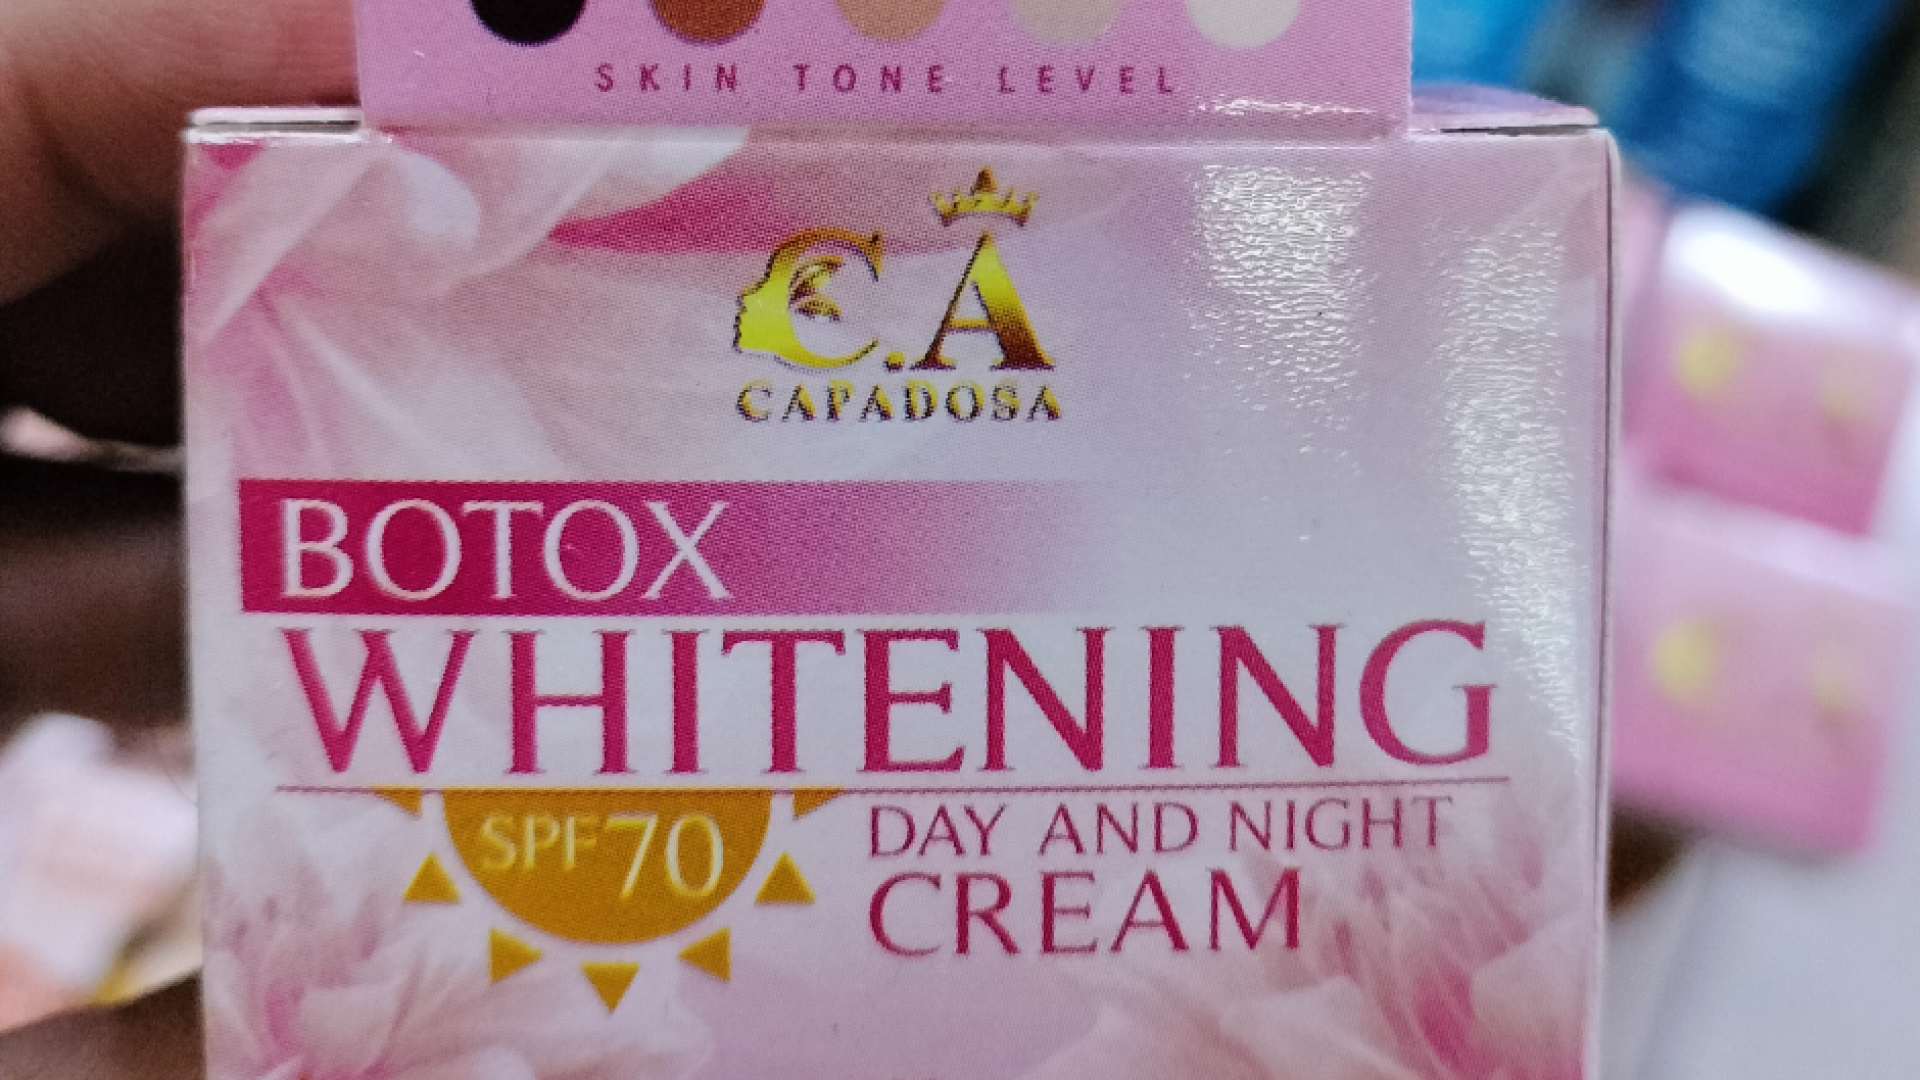 SKIN TONE LEVEL
C.A
CAPADOSA
BOTOX
WHITENING
SPF 70
DAY AND NIGHT
CREAM